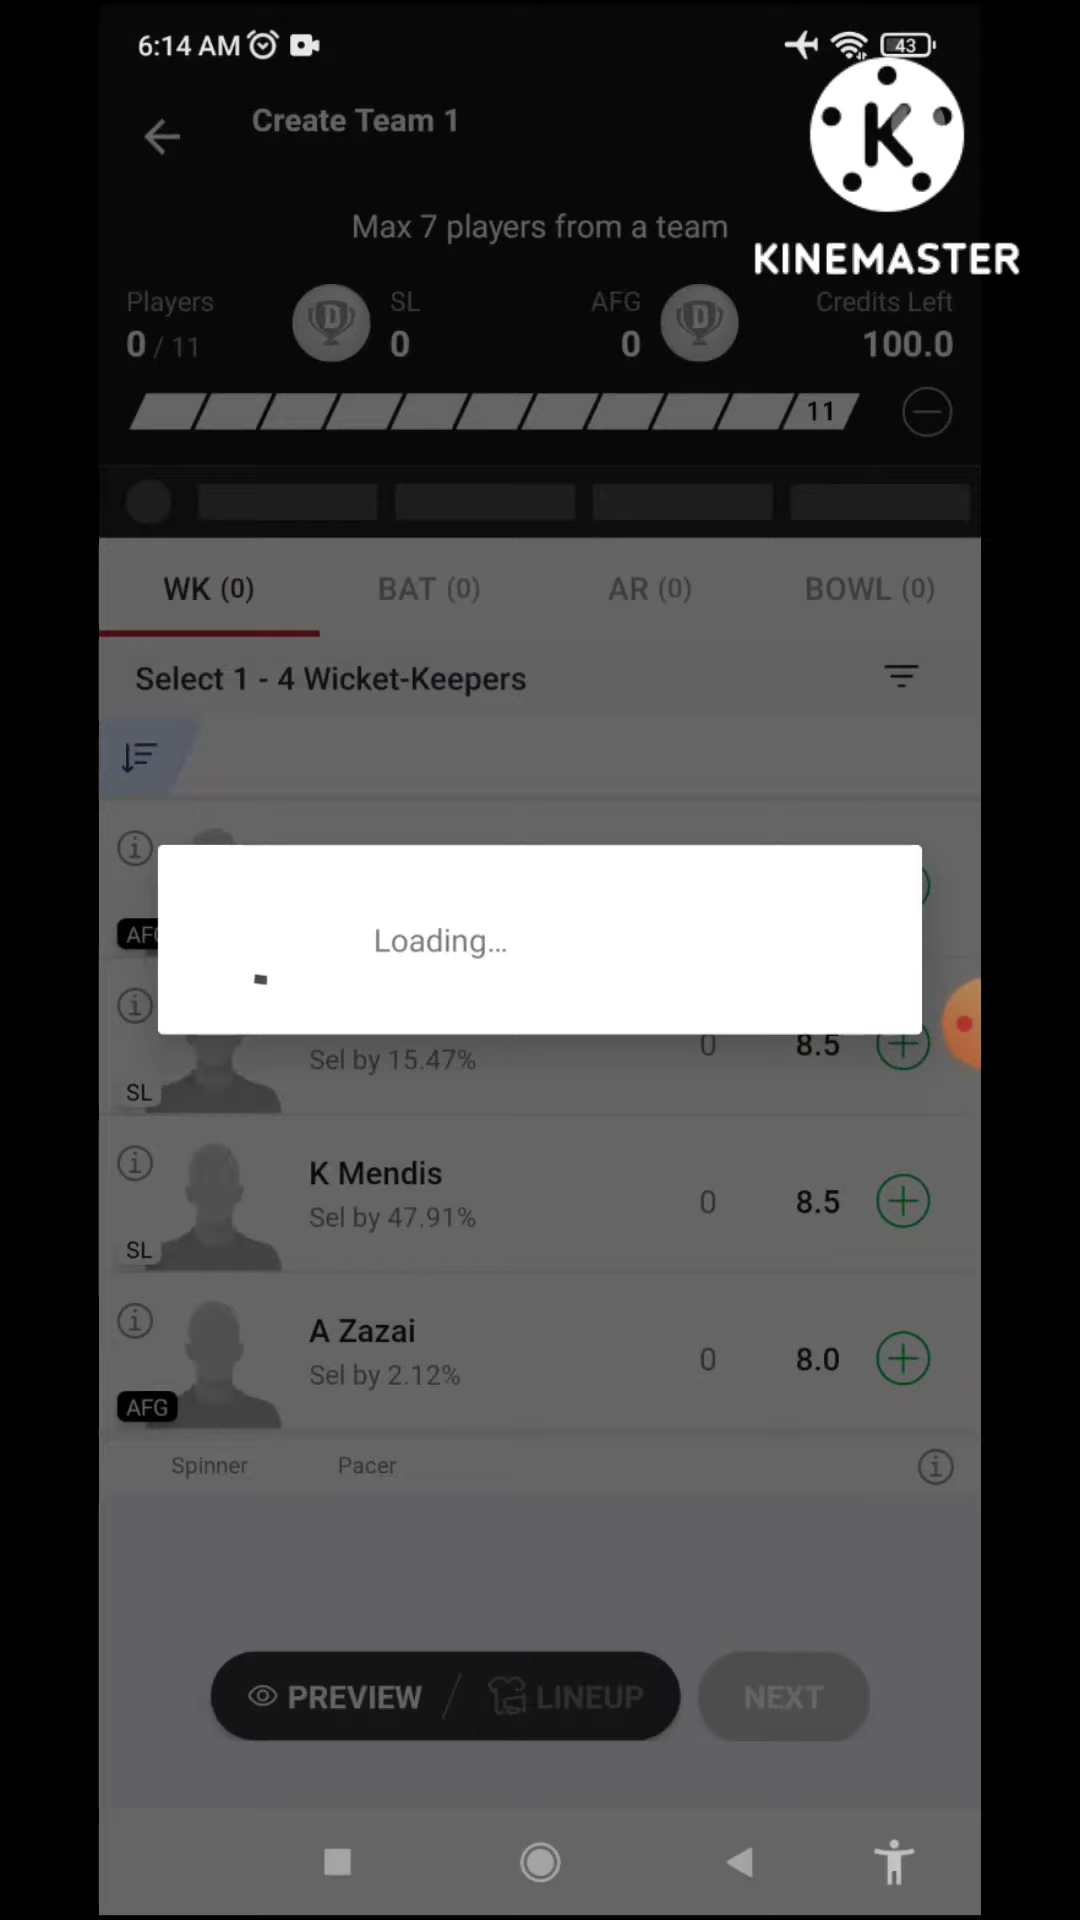 6:14 AM 43
Create Team 1
K
KINEMASTER
Max 7 players from a team
Players SL AFG Credits Left
0 / 11 D 0 0 D 100.0
11
WK (0) BAT (0) AR (0) BOWL (0)
Select 1 - 4 Wicket-Keepers
Loading...
Sel by 15.47% 0 8.5
SL
K Mendis
Sel by 47.91% 0 8.5
SL
A Zazai
Sel by 2.12% 0 8.0
AFG
Spinner Pacer
PREVIEW / LINEUP NEXT